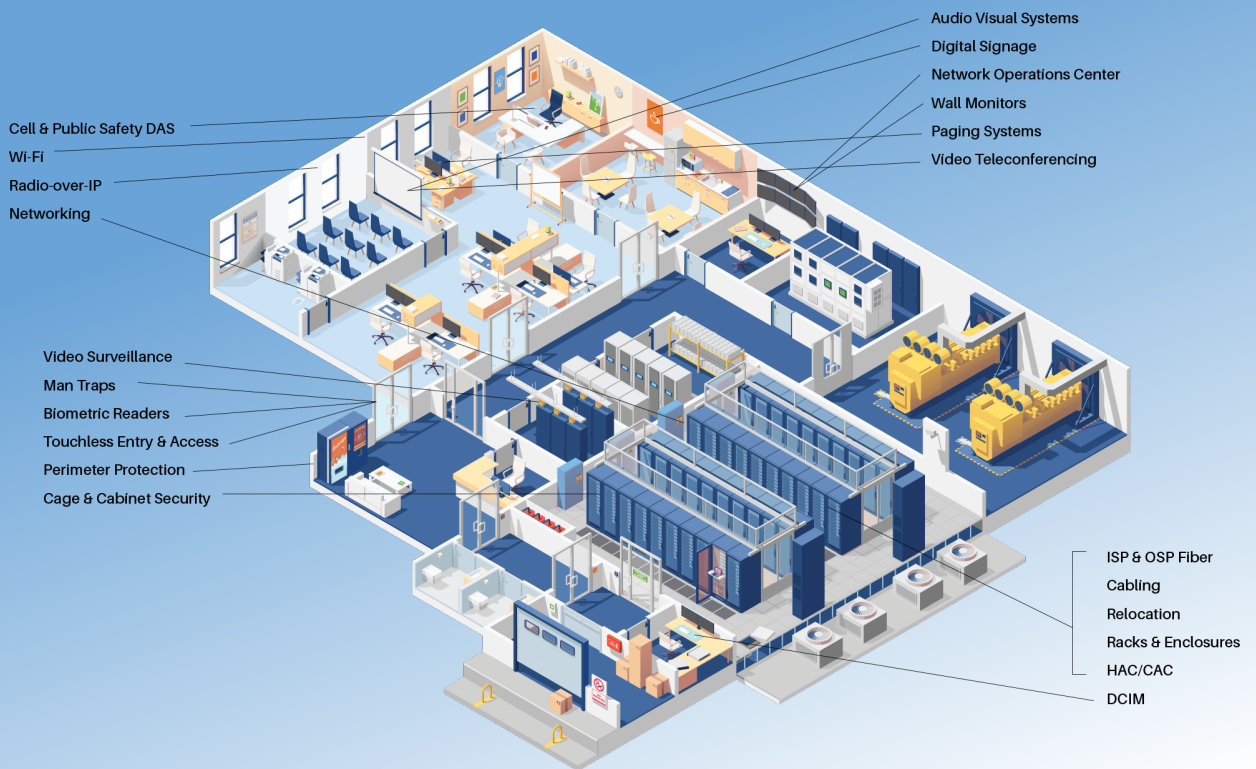 Audio Visual Systems
Digital Signage
Network Operations Center
Wall Monitors
Paging Systems
Video Teleconferencing
Cell & Public Safety DAS
Wi-Fi
Radio-over-IP
Networking
Video Surveillance
Man Traps
Biometric Readers
Touchless Entry & Access
Perimeter Protection
Cage & Cabinet Security
ISP & OSP Fiber
Cabling
Relocation
Racks & Enclosures
HAC/CAC
DCIM